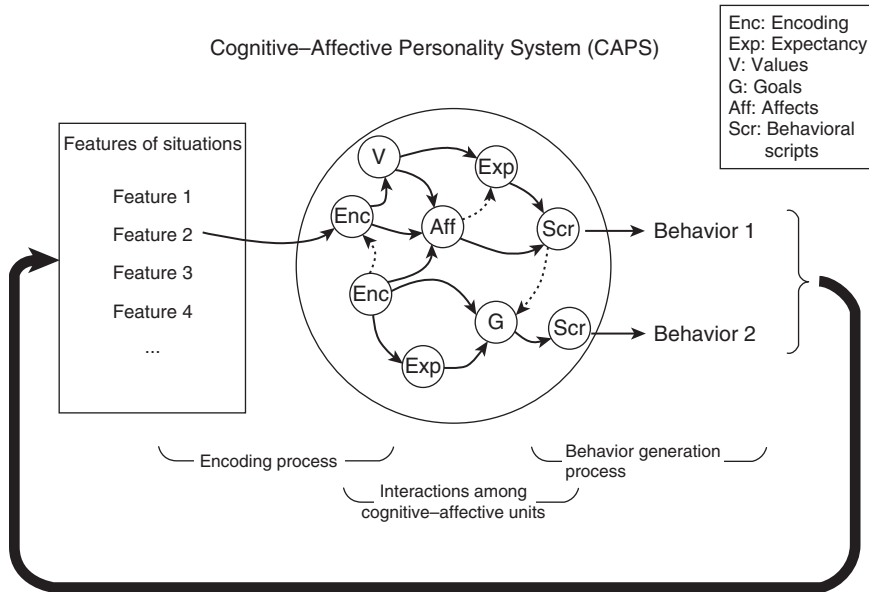 Cognitive–Affective Personality System (CAPS)
Enc: Encoding
Exp: Expectancy
V: Values
G: Goals
Aff: Affects
Scr: Behavioral
scripts
Features of situations
Feature 1
Feature 2
Feature 3
Feature 4
...
V
Exp
Enc
Aff
Scr
Enc
G
Scr
Exp
Behavior 1
Behavior 2
Encoding process
Interactions among
cognitive–affective units
Behavior generation
process